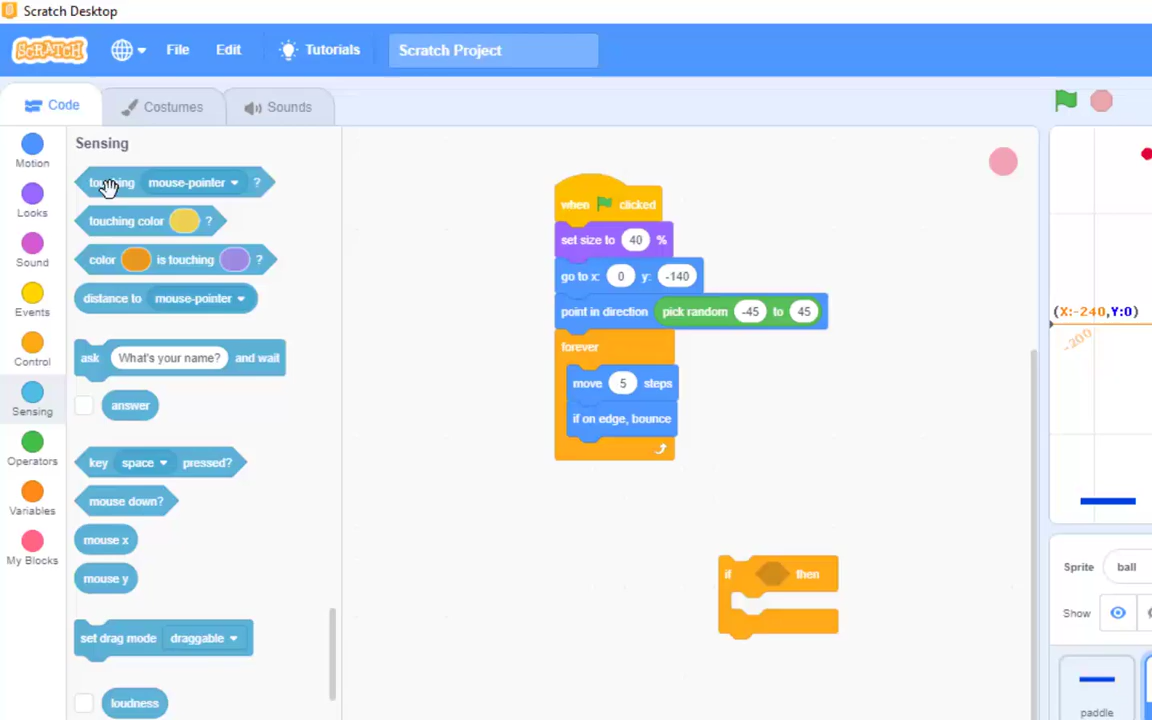 Scratch Desktop
SCRATCH File Edit Tutorials Scratch Project
Code Costumes Sounds
Motion
Looks
Sound
Events
Control
Sensing
Operators
Variables
My Blocks
Sensing
touching mouse-pointer ?
touching color ?
color is touching ?
distance to mouse-pointer
ask What's your name? and wait
answer
key space pressed?
mouse down?
mouse x
mouse y
set drag mode draggable
loudness
when clicked
set size to 40 %
go to x: 0 y: -140
point in direction pick random -45 to 45
forever
move 5 steps
if on edge, bounce
if then
(X:-240,Y:0)
-200
Sprite ball
Show
paddle